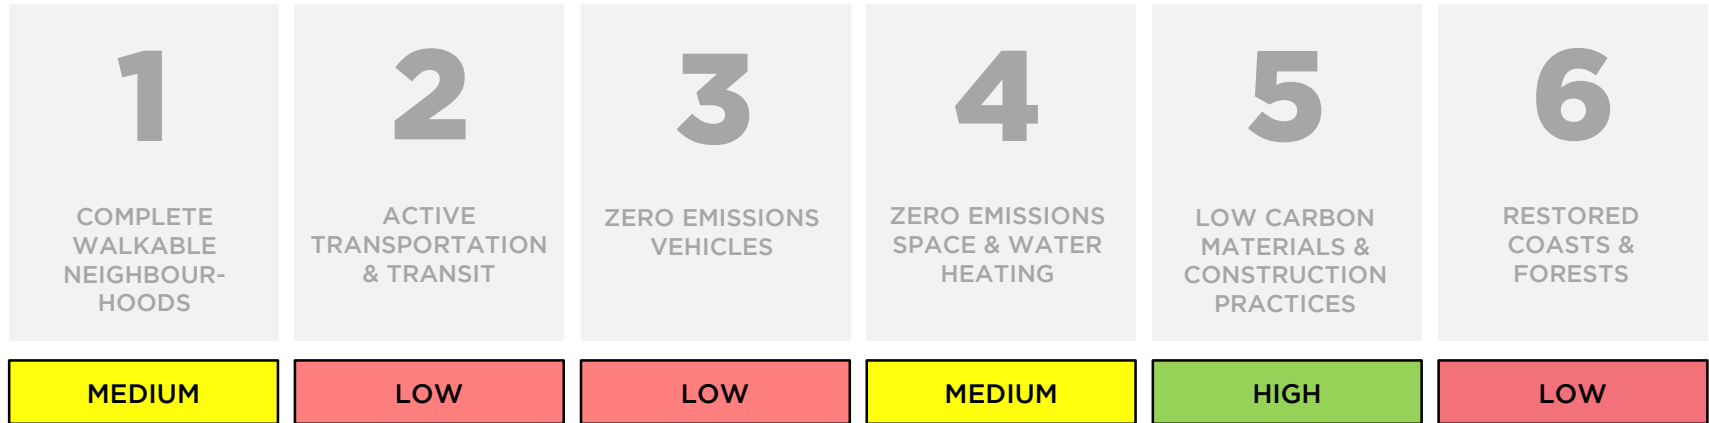 1
COMPLETE
WALKABLE
NEIGHBOUR-
HOODS
MEDIUM
2
ACTIVE
TRANSPORTATION
& TRANSIT
LOW
3
ZERO EMISSIONS
VEHICLES
LOW
4
ZERO EMISSIONS
SPACE & WATER
HEATING
MEDIUM
5
LOW CARBON
MATERIALS &
CONSTRUCTION
PRACTICES
HIGH
6
RESTORED
COASTS &
FORESTS
LOW